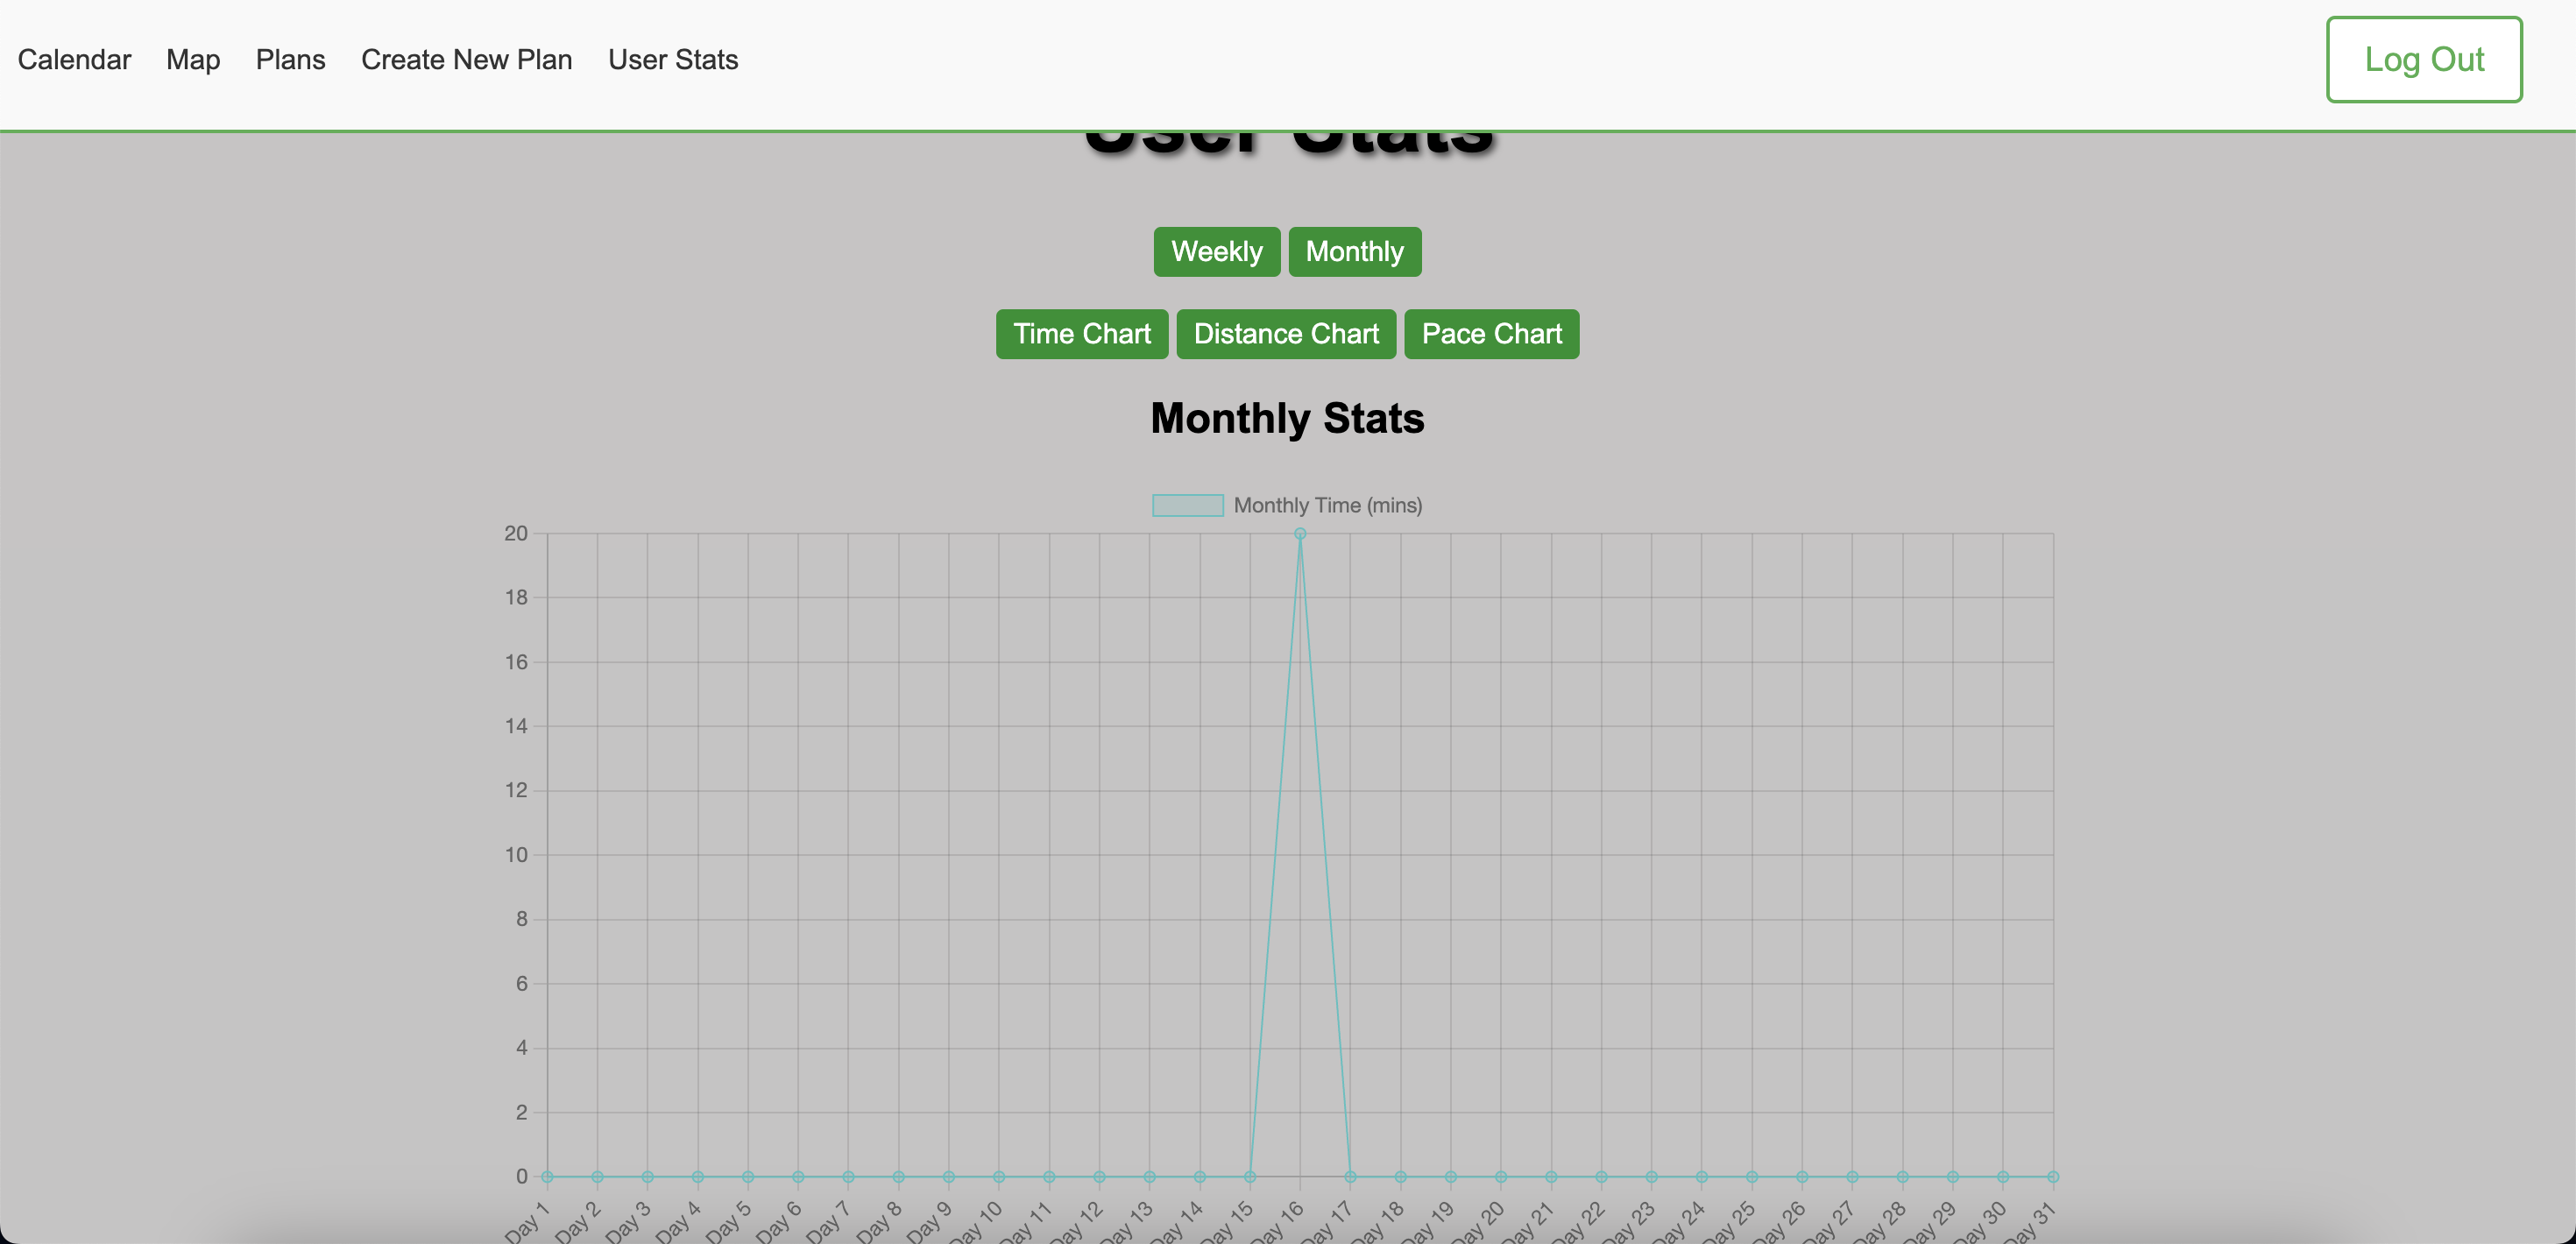 Calendar Map Plans Create New Plan User Stats Log Out
User Stats
Weekly Monthly
Time Chart Distance Chart Pace Chart
Monthly Stats
Monthly Time (mins)
20
18
16
14
12
10
8
6
4
2
0
Day 1 Day 2 Day 3 Day 4 Day 5 Day 6 Day 7 Day 8 Day 9 Day 10 Day 11 Day 12 Day 13 Day 14 Day 15 Day 16 Day 17 Day 18 Day 19 Day 20 Day 21 Day 22 Day 23 Day 24 Day 25 Day 26 Day 27 Day 28 Day 29 Day 30 Day 31